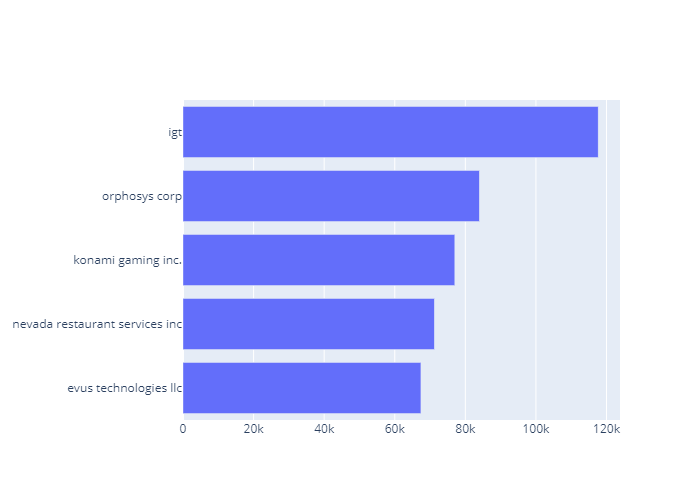 igt
orphosys corp
konami gaming inc.
nevada restaurant services inc
evus technologies llc
0 20k 40k 60k 80k 100k 120k